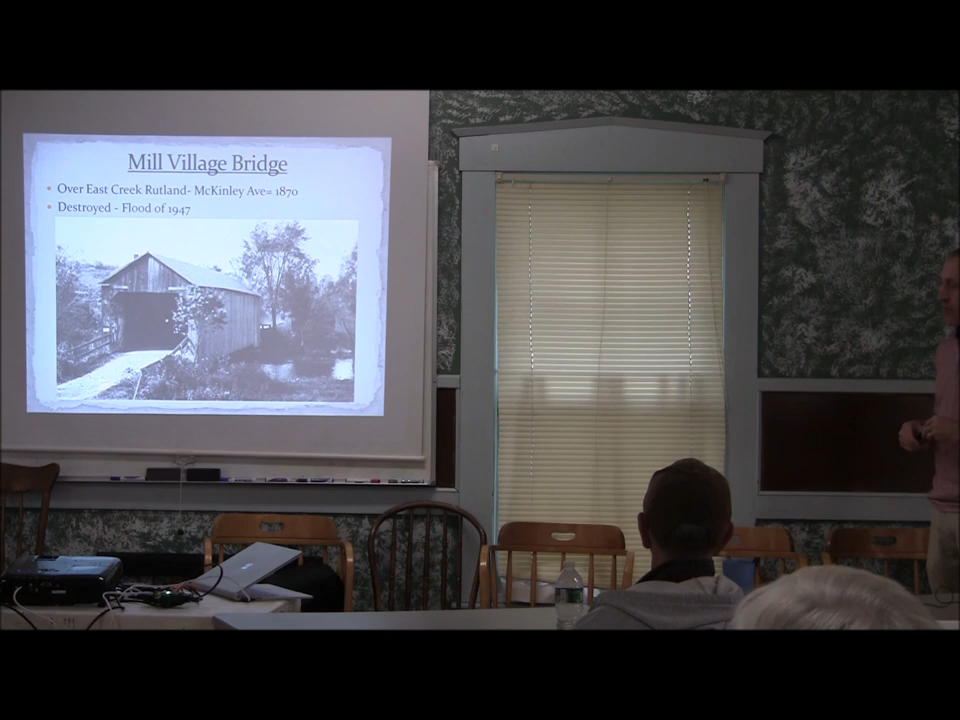 Mill Village Bridge
• Over East Creek Rutland- McKinley Ave= 1870
• Destroyed - Flood of 1947